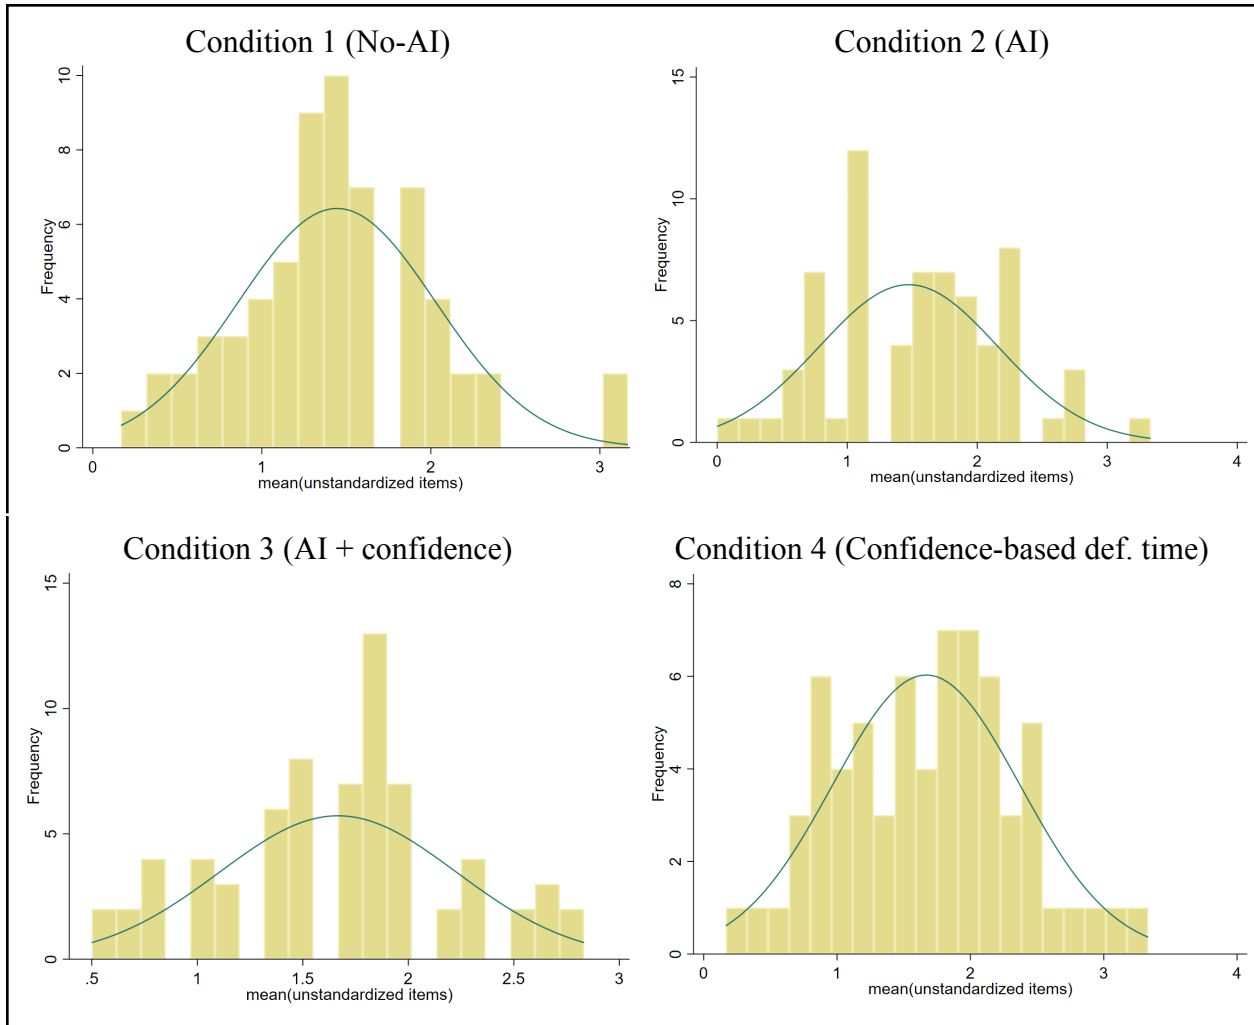 Condition 1 (No-AI)
Frequency
10
8
6
4
2
0
0 1 2 3
mean(unstandardized items)
Condition 2 (AI)
Frequency
15
10
5
0
0 1 2 3 4
mean(unstandardized items)
Condition 3 (AI + confidence)
Frequency
15
10
5
0
.5 1 1.5 2 2.5 3
mean(unstandardized items)
Condition 4 (Confidence-based def. time)
Frequency
8
6
4
2
0
0 1 2 3 4
mean(unstandardized items)